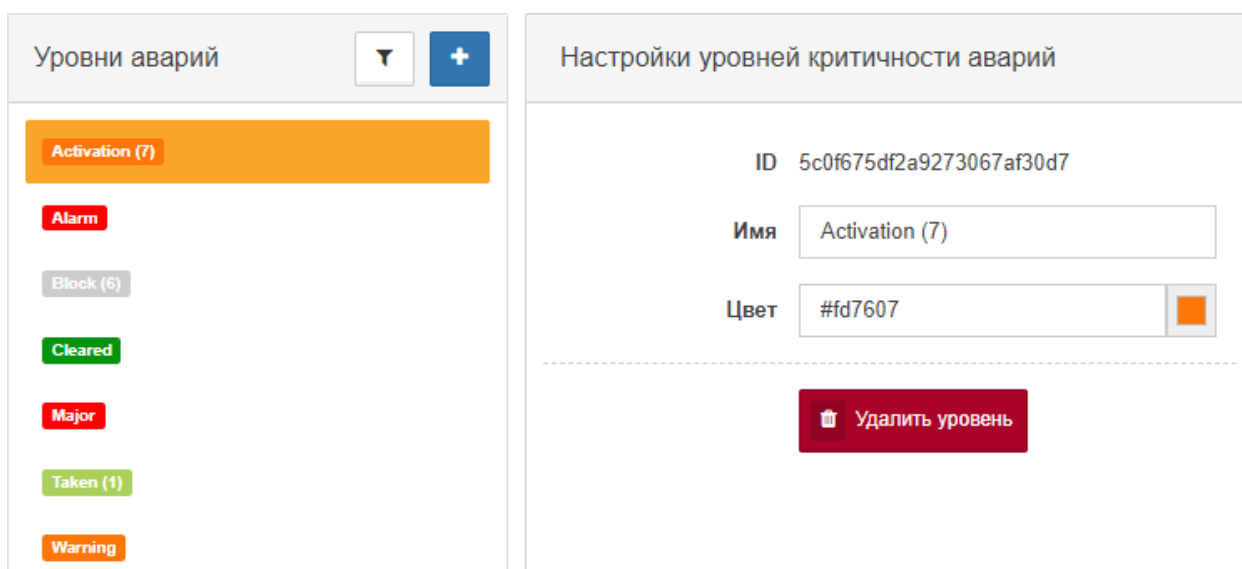 Уровни аварий
Activation (7)
Alarm
Block (6)
Cleared
Major
Taken (1)
Warning
Настройки уровней критичности аварий
ID 5c0f675df2a9273067af30d7
Имя Activation (7)
Цвет #fd7607
Удалить уровень